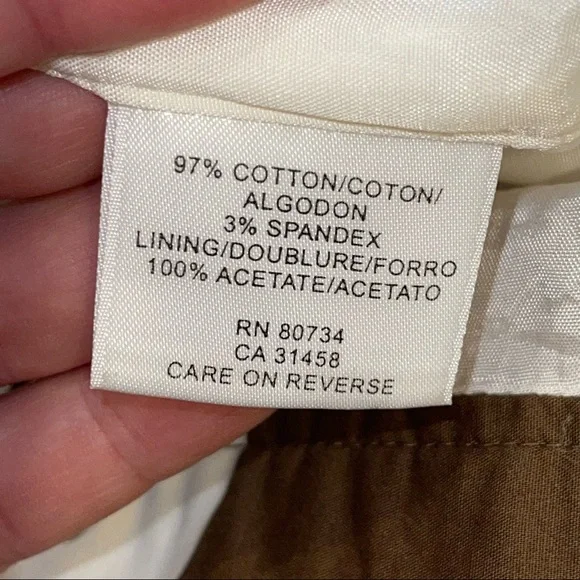 97% COTTON/COTON/
ALGODON
3% SPANDEX
LINING/DOUBLURE/FORRO
100% ACETATE/ACETATO
RN 80734
CA 31458
CARE ON REVERSE